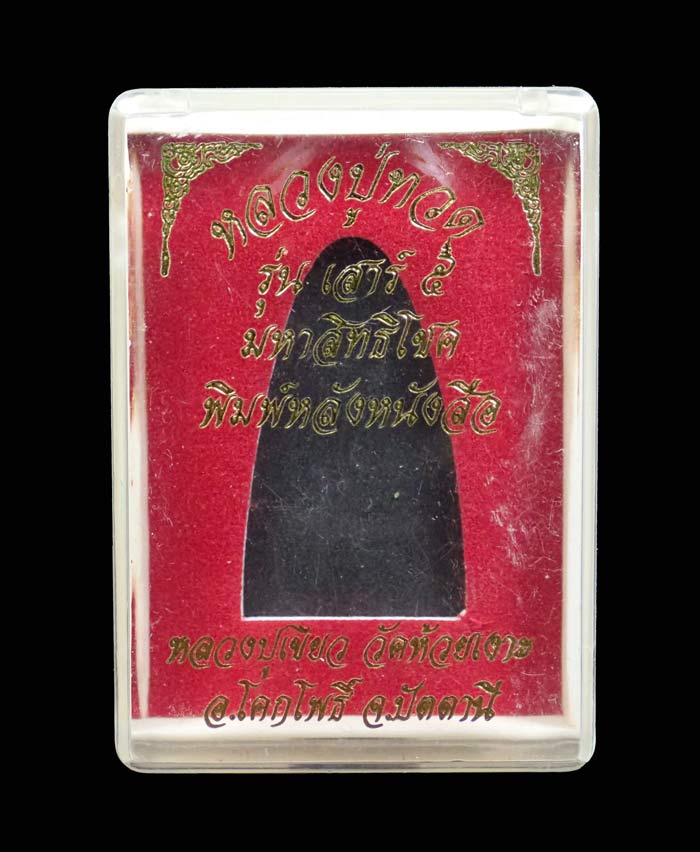 หลวงปู่ทวด
รุ่น เสาร์ ๕
มหาสิทธิโชค
พิมพ์หลังหนังสือ
หลวงปู่เขียว วัดห้วยเงาะ
อ.โคกโพธิ์ จ.ปัตตานี